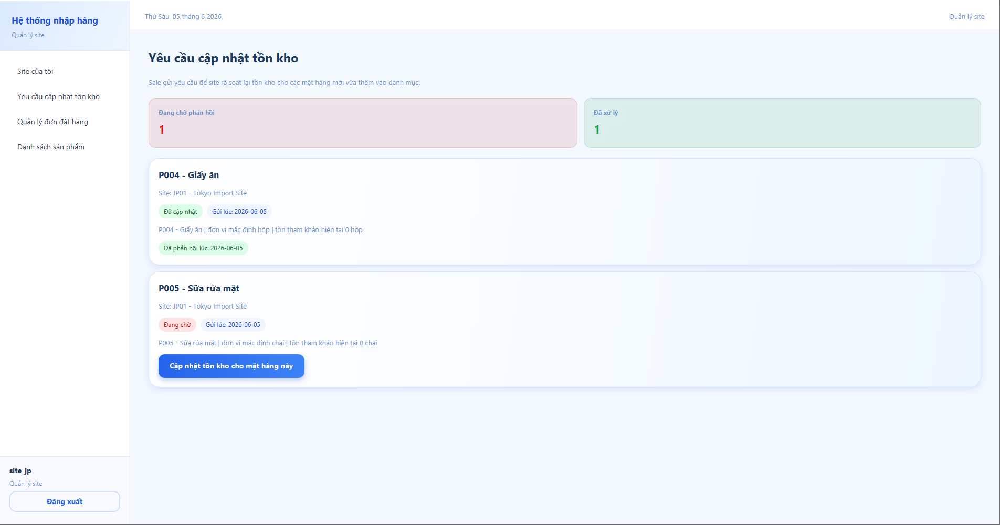 Hệ thống nhập hàng
Quản lý site
Site của tôi
Yêu cầu cập nhật tồn kho
Quản lý đơn đặt hàng
Danh sách sản phẩm
site_jp
Quản lý site
Đăng xuất
Thứ Sáu, 05 tháng 6 2026
Quản lý site
Yêu cầu cập nhật tồn kho
Sale gửi yêu cầu để site rà soát lại tồn kho cho các mặt hàng mới vừa thêm vào danh mục.
Đang chờ phản hồi
1
Đã xử lý
1
P004 - Giấy ăn
Site: JP01 - Tokyo Import Site
Đã cập nhật
Gửi lúc: 2026-06-05
P004 - Giấy ăn | đơn vị mặc định hộp | tồn tham khảo hiện tại 0 hộp
Đã phản hồi lúc: 2026-06-05
P005 - Sữa rửa mặt
Site: JP01 - Tokyo Import Site
Đang chờ
Gửi lúc: 2026-06-05
P005 - Sữa rửa mặt | đơn vị mặc định chai | tồn tham khảo hiện tại 0 chai
Cập nhật tồn kho cho mặt hàng này